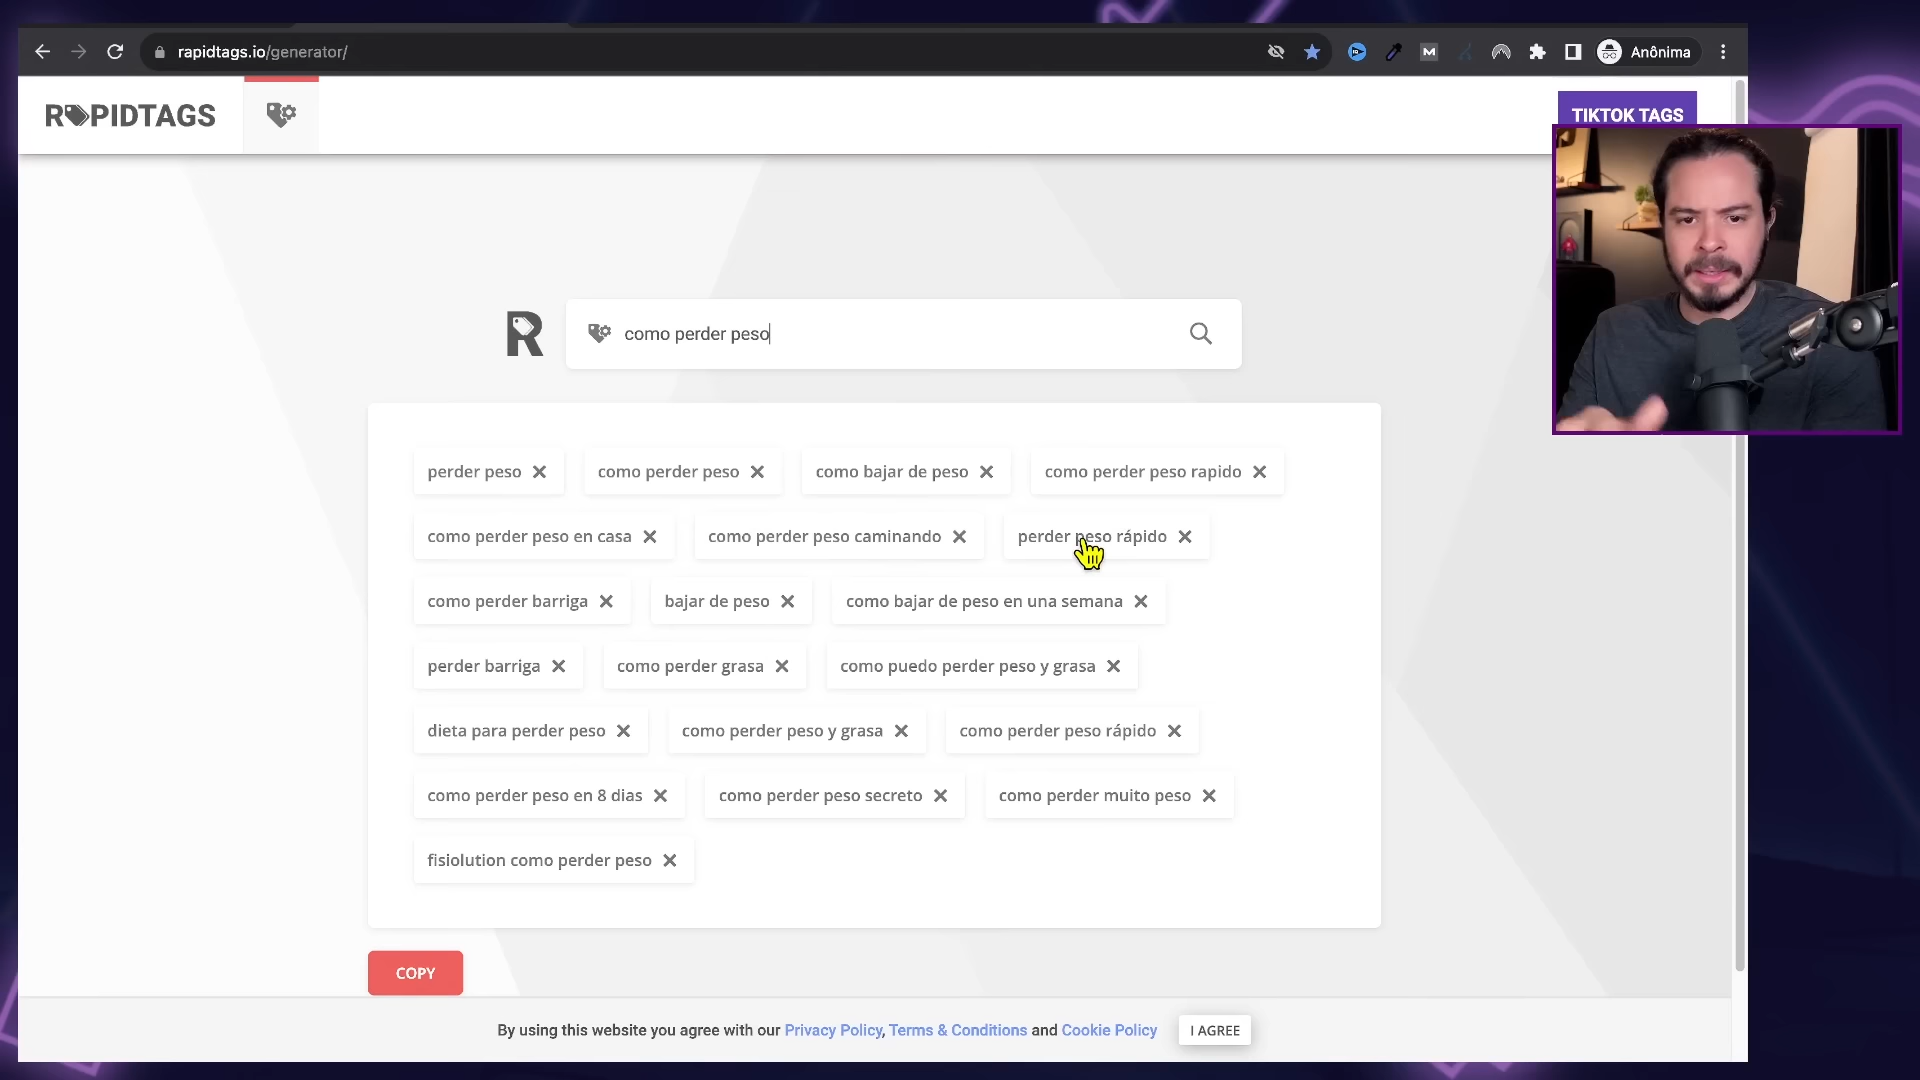 rapidtags.io/generator/
Anônima
RAPIDTAGS
TIKTOK TAGS
como perder peso
perder peso
como perder peso
como bajar de peso
como perder peso rapido
como perder peso en casa
como perder peso caminando
perder peso rápido
como perder barriga
bajar de peso
como bajar de peso en una semana
perder barriga
como perder grasa
como puedo perder peso y grasa
dieta para perder peso
como perder peso y grasa
como perder peso rápido
como perder peso en 8 dias
como perder peso secreto
como perder muito peso
fisiolution como perder peso
COPY
By using this website you agree with our Privacy Policy, Terms & Conditions and Cookie Policy
I AGREE